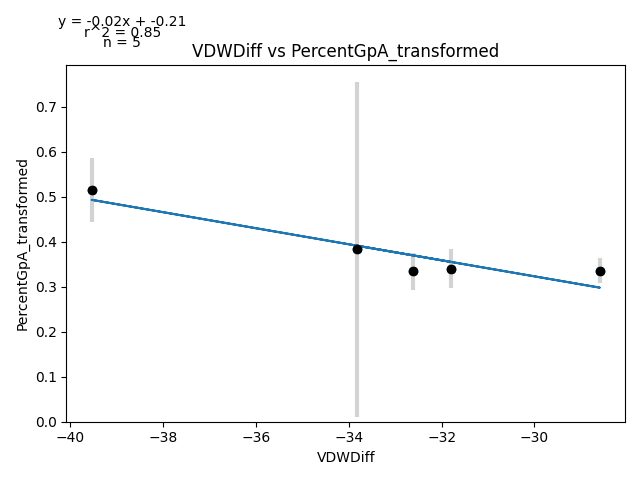 y = -0.02x + -0.21
r^2 = 0.85
n = 5
VDWDiff vs PercentGpA_transformed
PercentGpA_transformed
0.7
0.6
0.5
0.4
0.3
0.2
0.1
0.0
−40
−38
−36
−34
−32
−30
VDWDiff